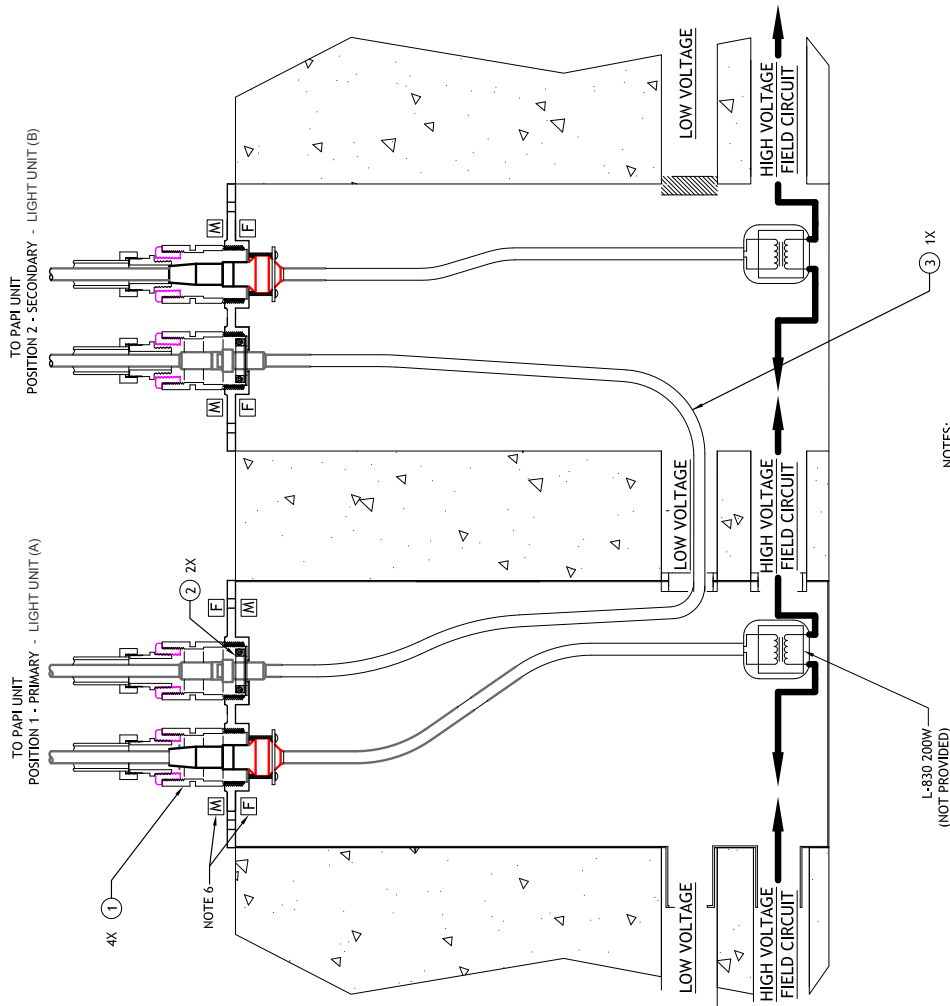 TO PAPI UNIT
POSITION 1 - PRIMARY - LIGHT UNIT (A)
TO PAPI UNIT
POSITION 2 - SECONDARY - LIGHT UNIT (B)
4X 1
2 2X
NOTE 6
M
F
F
M
M
F
M
F
LOW VOLTAGE
HIGH VOLTAGE
FIELD CIRCUIT
LOW VOLTAGE
HIGH VOLTAGE
FIELD CIRCUIT
LOW VOLTAGE
HIGH VOLTAGE
FIELD CIRCUIT
L-830 200W
(NOT PROVIDED)
3 1X
NOTES: